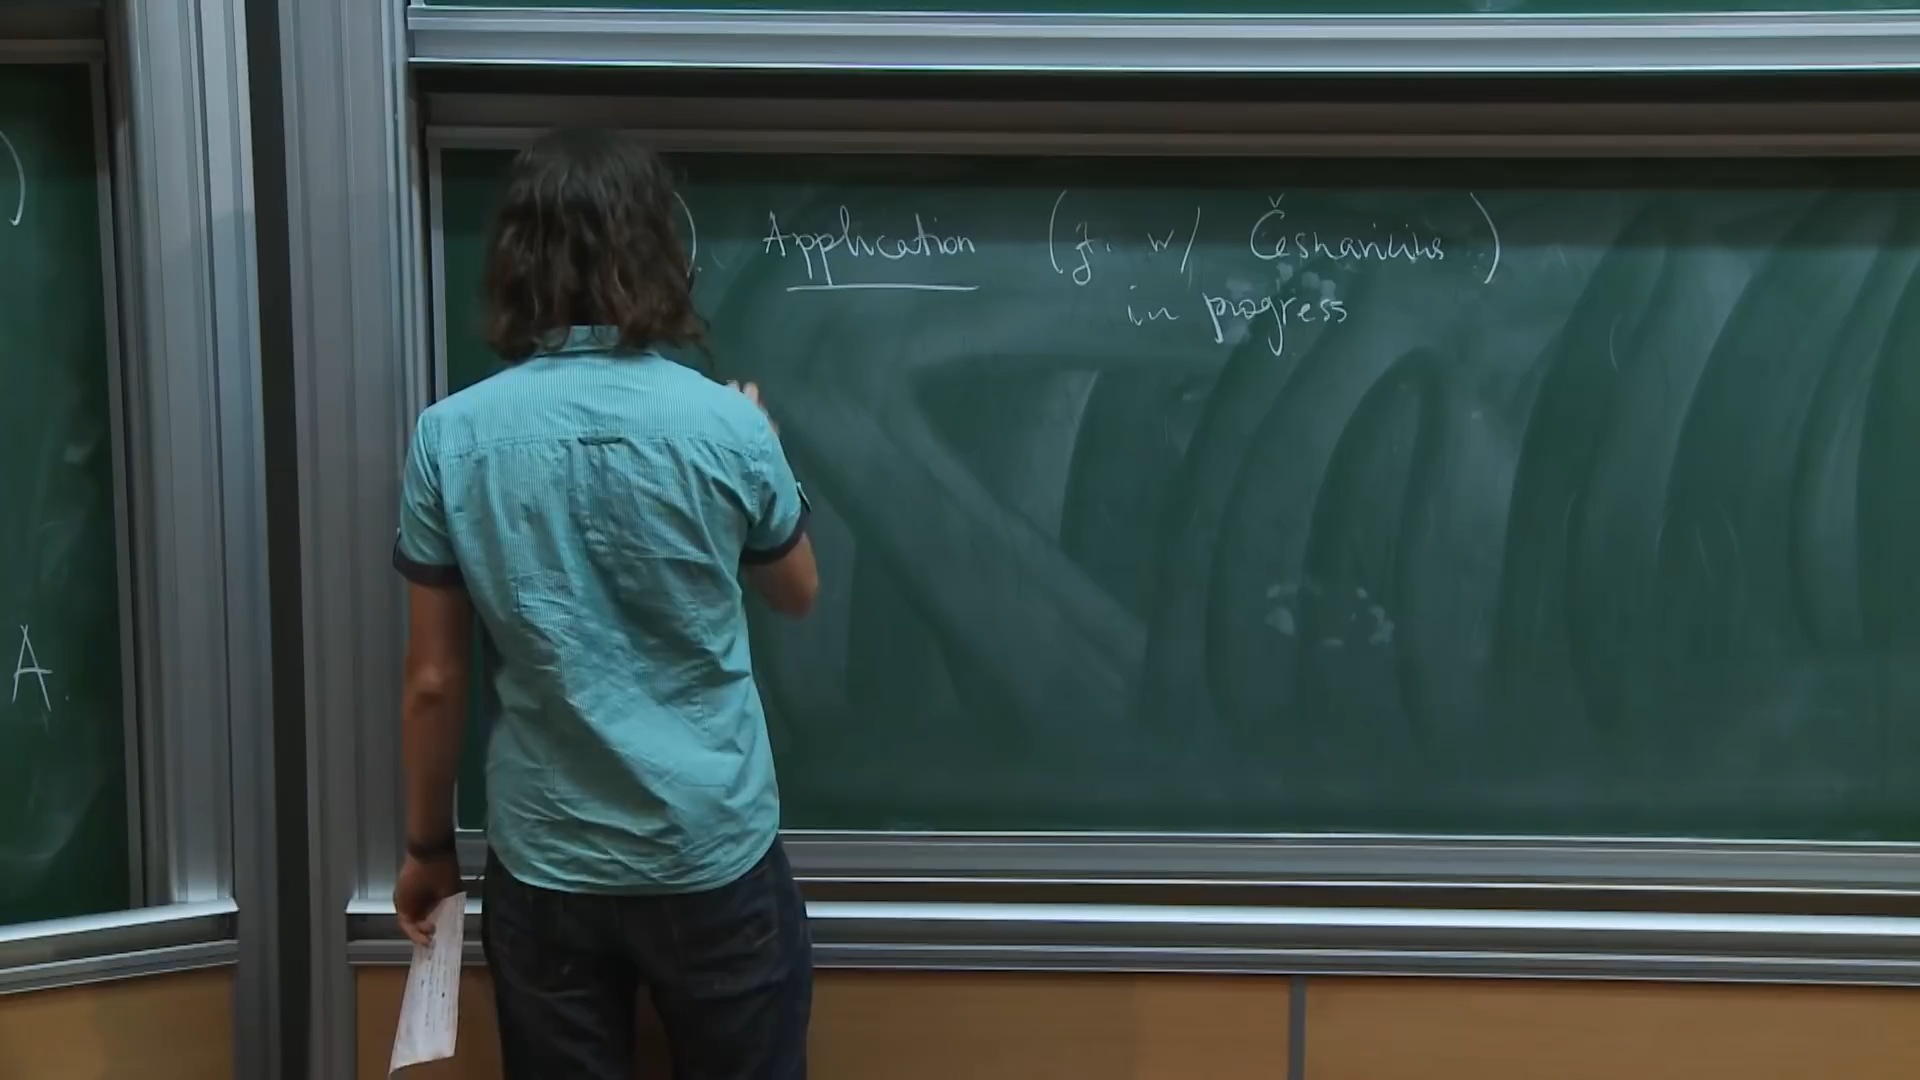 )
A.
). Application (j. w/ Česnavičius)
in progress